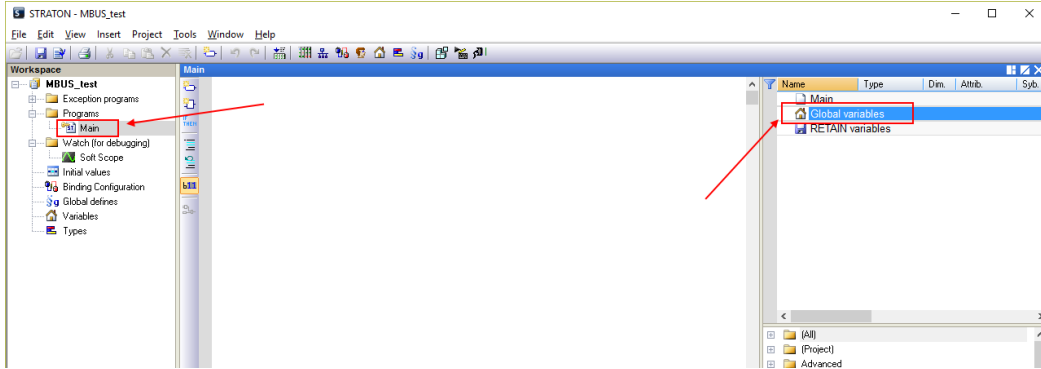 STRATON - MBUS_test
File Edit View Insert Project Tools Window Help
Workspace
MBUS_test
Exception programs
Programs
Main
Watch (for debugging)
Soft Scope
Initial values
Binding Configuration
Global defines
Variables
Types
Main
IF
THEN
Name Type Dim. Attrib. Syb.
Main
Global variables
RETAIN variables
(All)
(Project)
Advanced